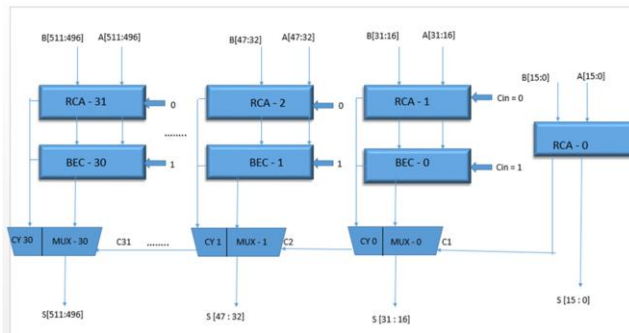 B[511:496] A[511:496]
B[47:32] A[47:32]
B[31:16] A[31:16]
B[15:0] A[15:0]
RCA - 31
0
RCA - 2
0
RCA - 1
Cin = 0
........
RCA - 0
BEC - 30
1
BEC - 1
1
BEC - 0
Cin = 1
CY 30 MUX - 30
C31 ........
CY 1 MUX - 1
C2
CY 0 MUX - 0
C1
S[511:496]
S [47 : 32]
S [31 : 16]
S [15 : 0]